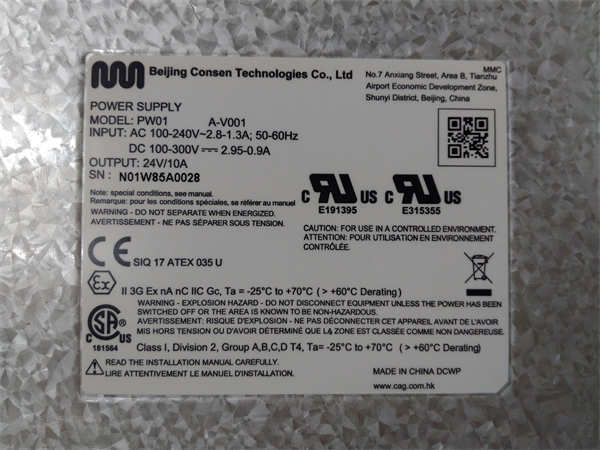 MMC
Beijing Consen Technologies Co., Ltd
No.7 Anxiang Street, Area B, Tianzhu
Airport Economic Development Zone,
Shunyi District, Beijing, China
POWER SUPPLY
MODEL: PW01 A-V001
INPUT: AC 100-240V~2.8-1.3A; 50-60Hz
DC 100-300V⎓ 2.95-0.9A
OUTPUT: 24V/10A
SN : N01W85A0028
Note: special conditions, see manual.
Remarque: pour les conditions spéciales, se référer au manuel
WARNING - DO NOT SEPARATE WHEN ENERGIZED.
AVERTISSEMENT - NE PAS SÉPARER SOUS TENSION.
C UR US
E191395
C UR US
E315355
CAUTION: FOR USE IN A CONTROLLED ENVIRONMENT.
ATTENTION: POUR UTILISATION EN ENVIRONNEMENT
CONTRÔLÉE.
CE SIQ 17 ATEX 035 U
Ex II 3G Ex nA nC IIC Gc, Ta = -25°C to +70°C ( > +60°C Derating)
WARNING - EXPLOSION HAZARD - DO NOT DISCONNECT EQUIPMENT UNLESS THE POWER HAS BEEN
SWITCHED OFF OR THE AREA IS KNOWN TO BE NON-HAZARDOUS.
AVERTISSEMENT: RISQUE D'EXPLOSION - NE DÉCONNECTER CET APPAREIL AVANT DE L'AVOIR
MIS HORS TENSION OU D'AVOIR DÉTERMINÉ QUE LA ZONE EST CLASSÉE COMME NON DANGEREUSE.
C SA US
181564
Class I, Division 2, Group A,B,C,D T4, Ta= -25°C to +70°C ( > +60°C Derating)
READ THE INSTALLATION MANUAL CAREFULLY.
LIRE ATTENTIVEMENT LE MANUEL D'INSTALLATION.
MADE IN CHINA DCWP
www.cag.com.hk